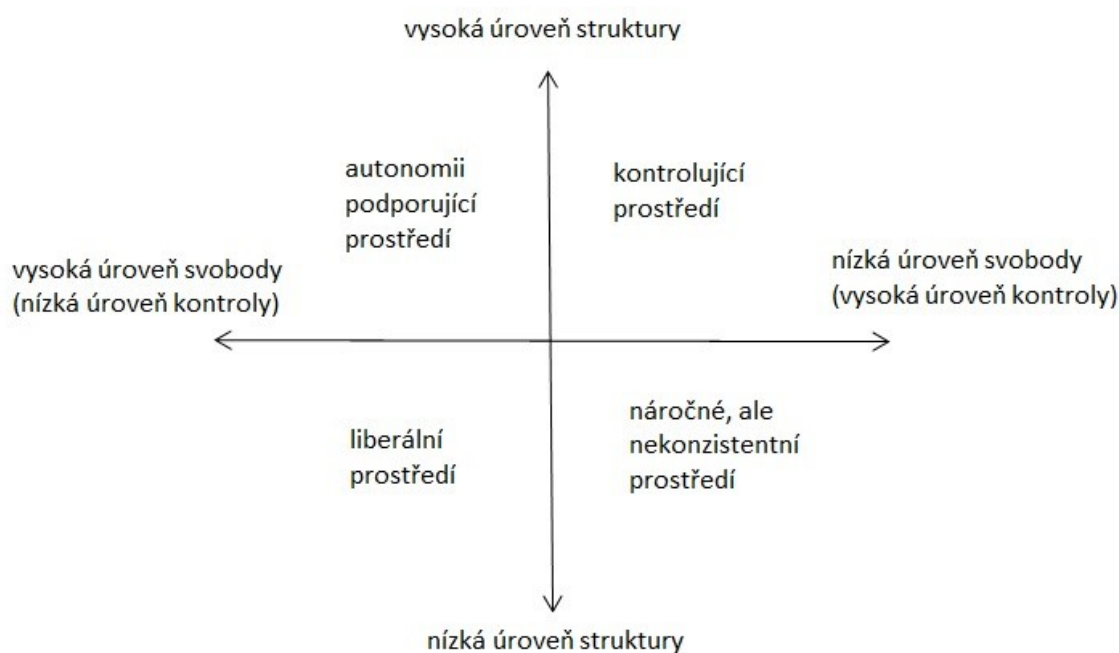 vysoká úroveň struktury
autonomii
podporující
prostředí
kontrolující
prostředí
vysoká úroveň svobody
(nízká úroveň kontroly)
nízká úroveň svobody
(vysoká úroveň kontroly)
liberální
prostředí
náročné, ale
nekonzistentní
prostředí
nízká úroveň struktury